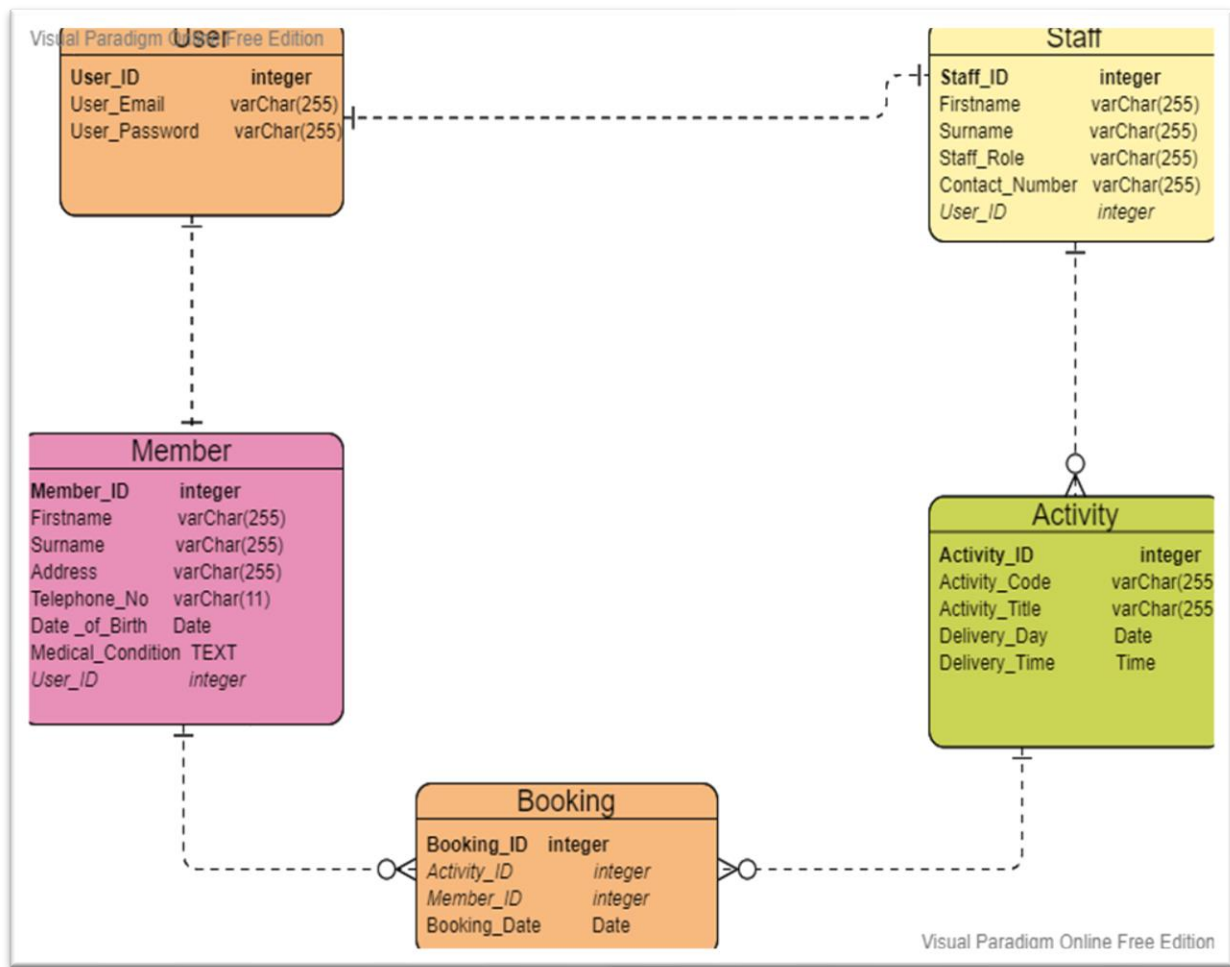 Visual Paradigm Online Free Edition
User
User_ID integer
User_Email varChar(255)
User_Password varChar(255)
Staff
Staff_ID integer
Firstname varChar(255)
Surname varChar(255)
Staff_Role varChar(255)
Contact_Number varChar(255)
User_ID integer
Member
Member_ID integer
Firstname varChar(255)
Surname varChar(255)
Address varChar(255)
Telephone_No varChar(11)
Date _of_Birth Date
Medical_Condition TEXT
User_ID integer
Activity
Activity_ID integer
Activity_Code varChar(255
Activity_Title varChar(255
Delivery_Day Date
Delivery_Time Time
Booking
Booking_ID integer
Activity_ID integer
Member_ID integer
Booking_Date Date
Visual Paradigm Online Free Edition